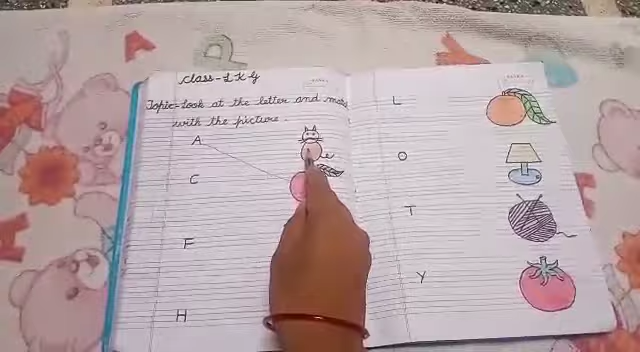 Class-LKG
Topic-Look at the letter and match
with the picture.
A
C
F
H
L
O
T
Y